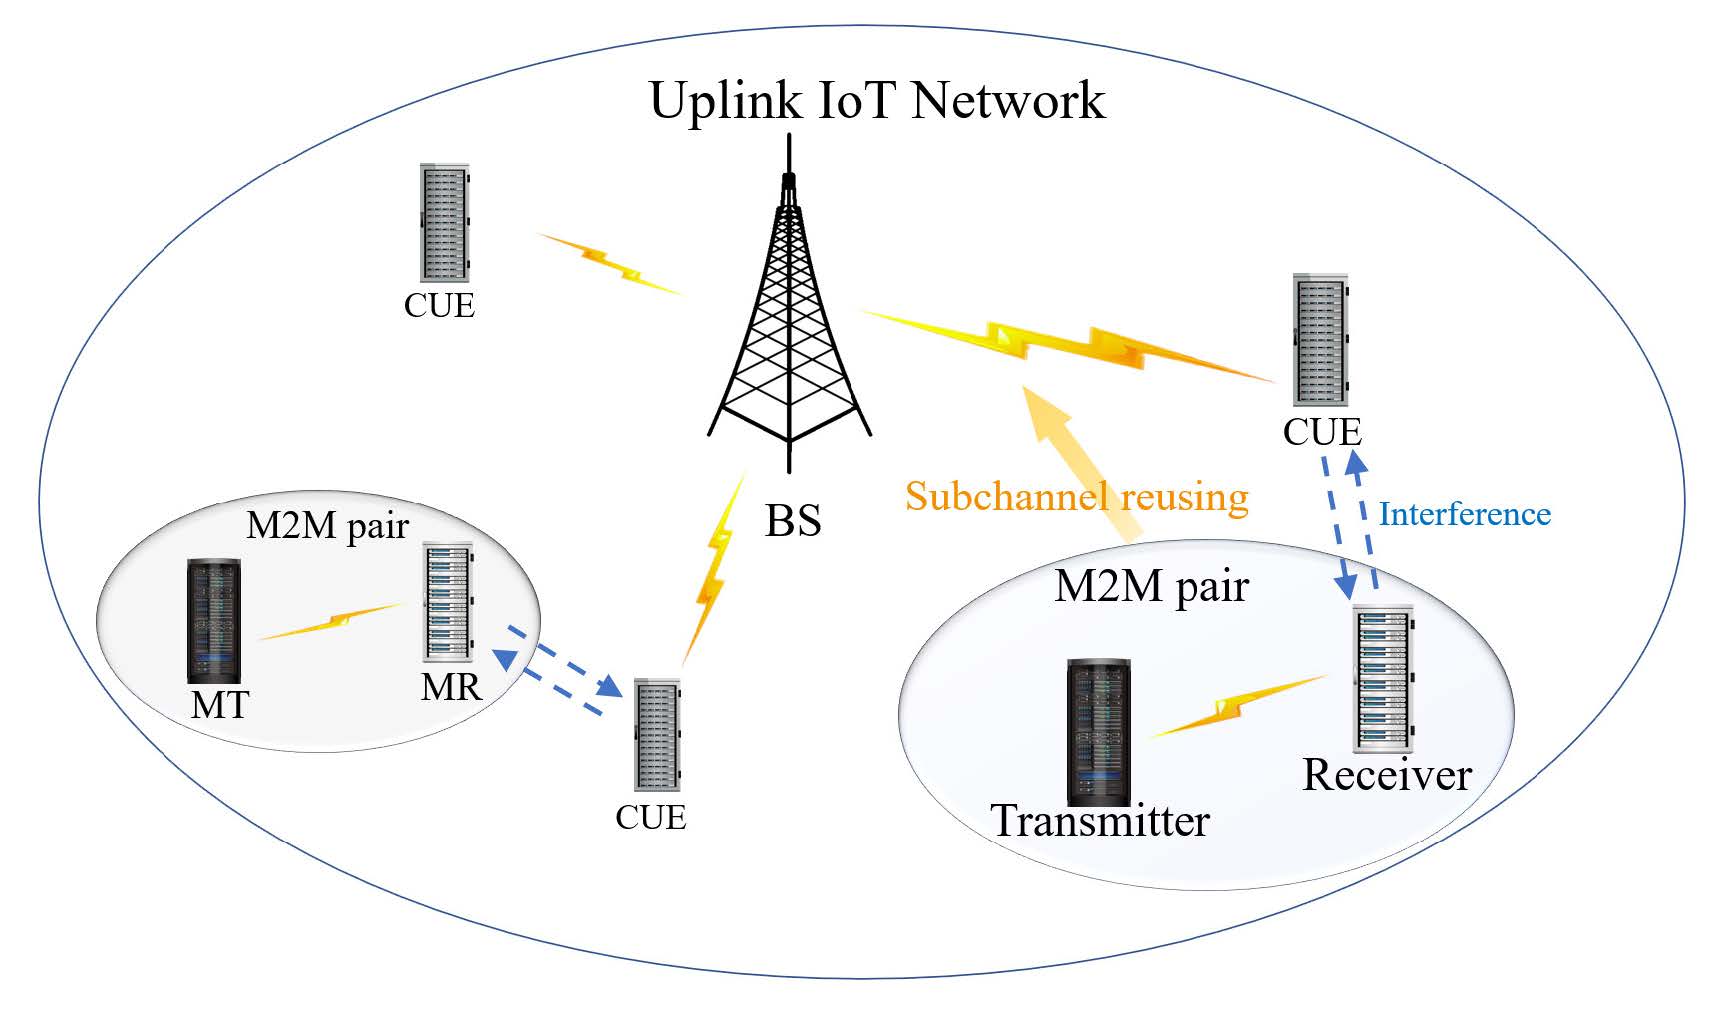 Uplink IoT Network
CUE
CUE
BS
Subchannel reusing
Interference
M2M pair
MT
MR
CUE
M2M pair
Transmitter
Receiver